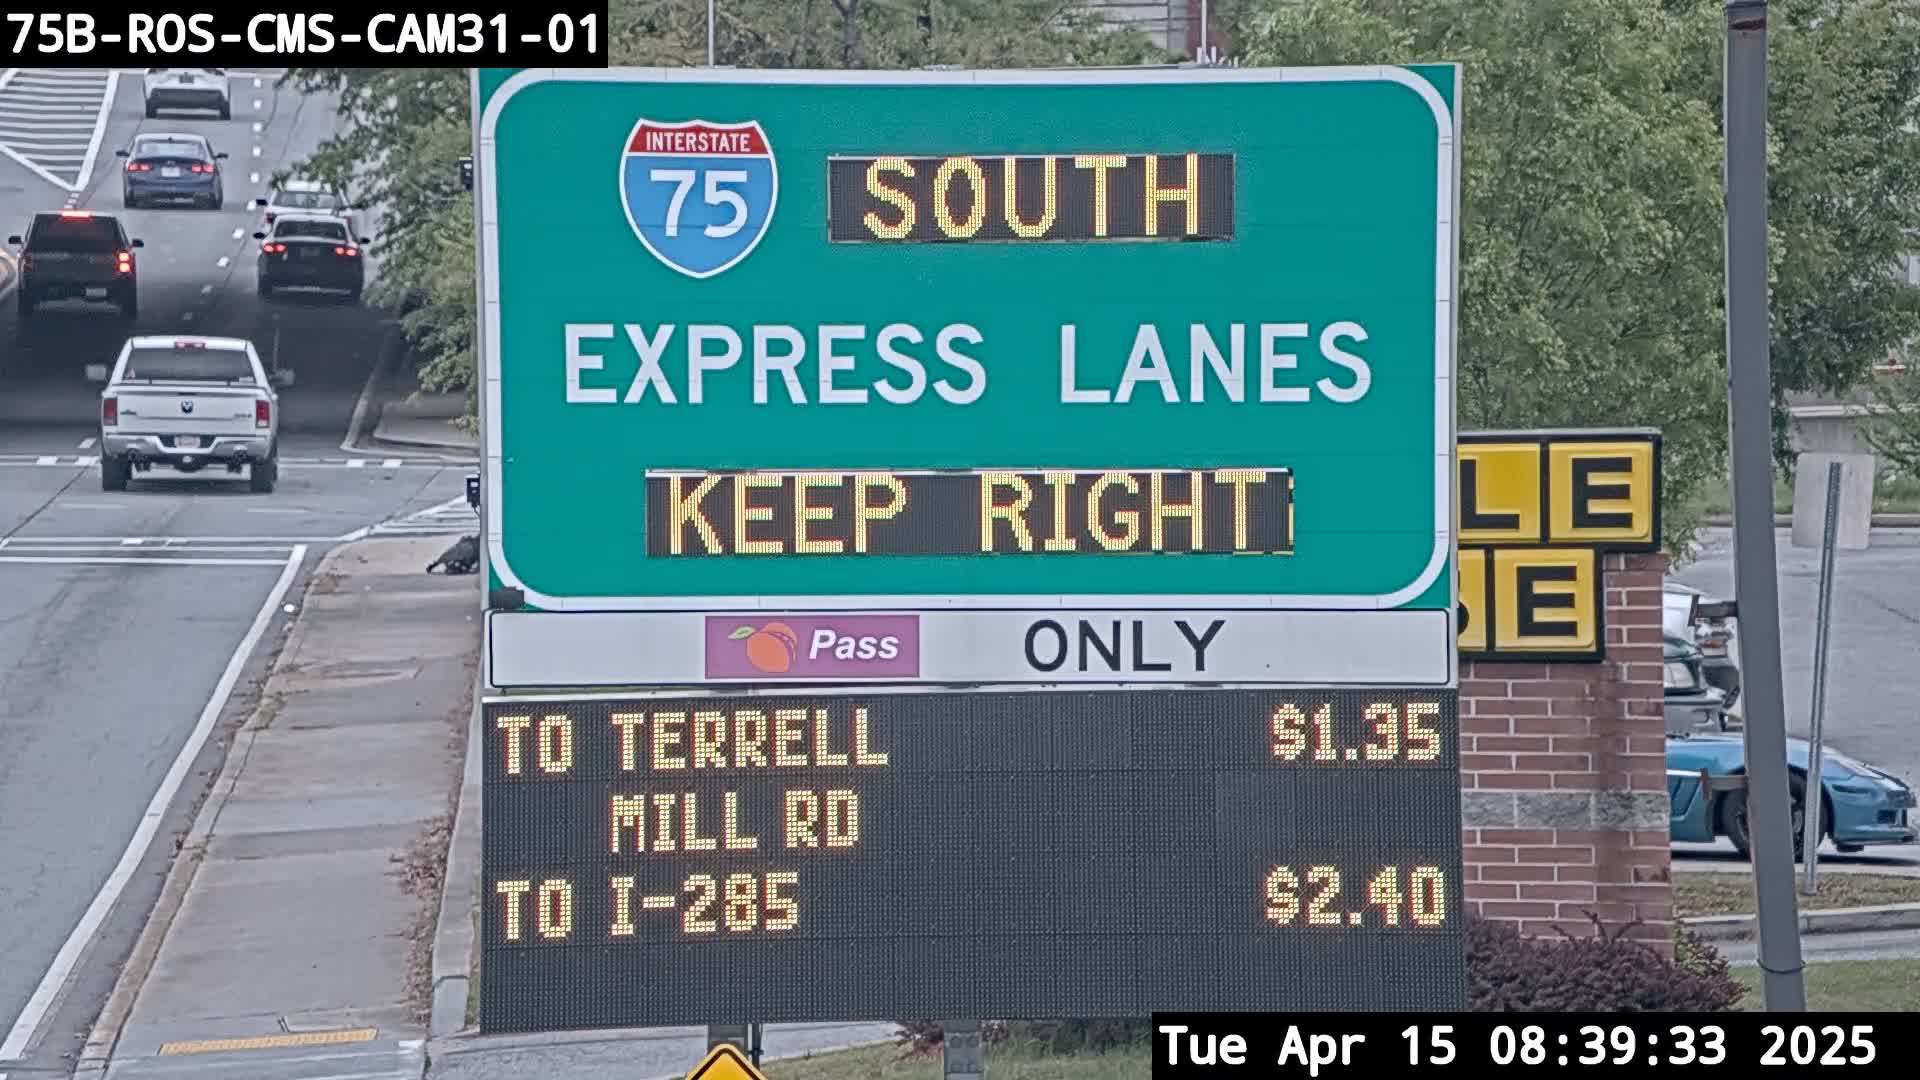 75B-ROS-CMS-CAM31-01
INTERSTATE
75
SOUTH
EXPRESS LANES
KEEP RIGHT
LE
E
Pass
ONLY
TO TERRELL $1.35
MILL RD
TO I-285 $2.40
Tue Apr 15 08:39:33 2025